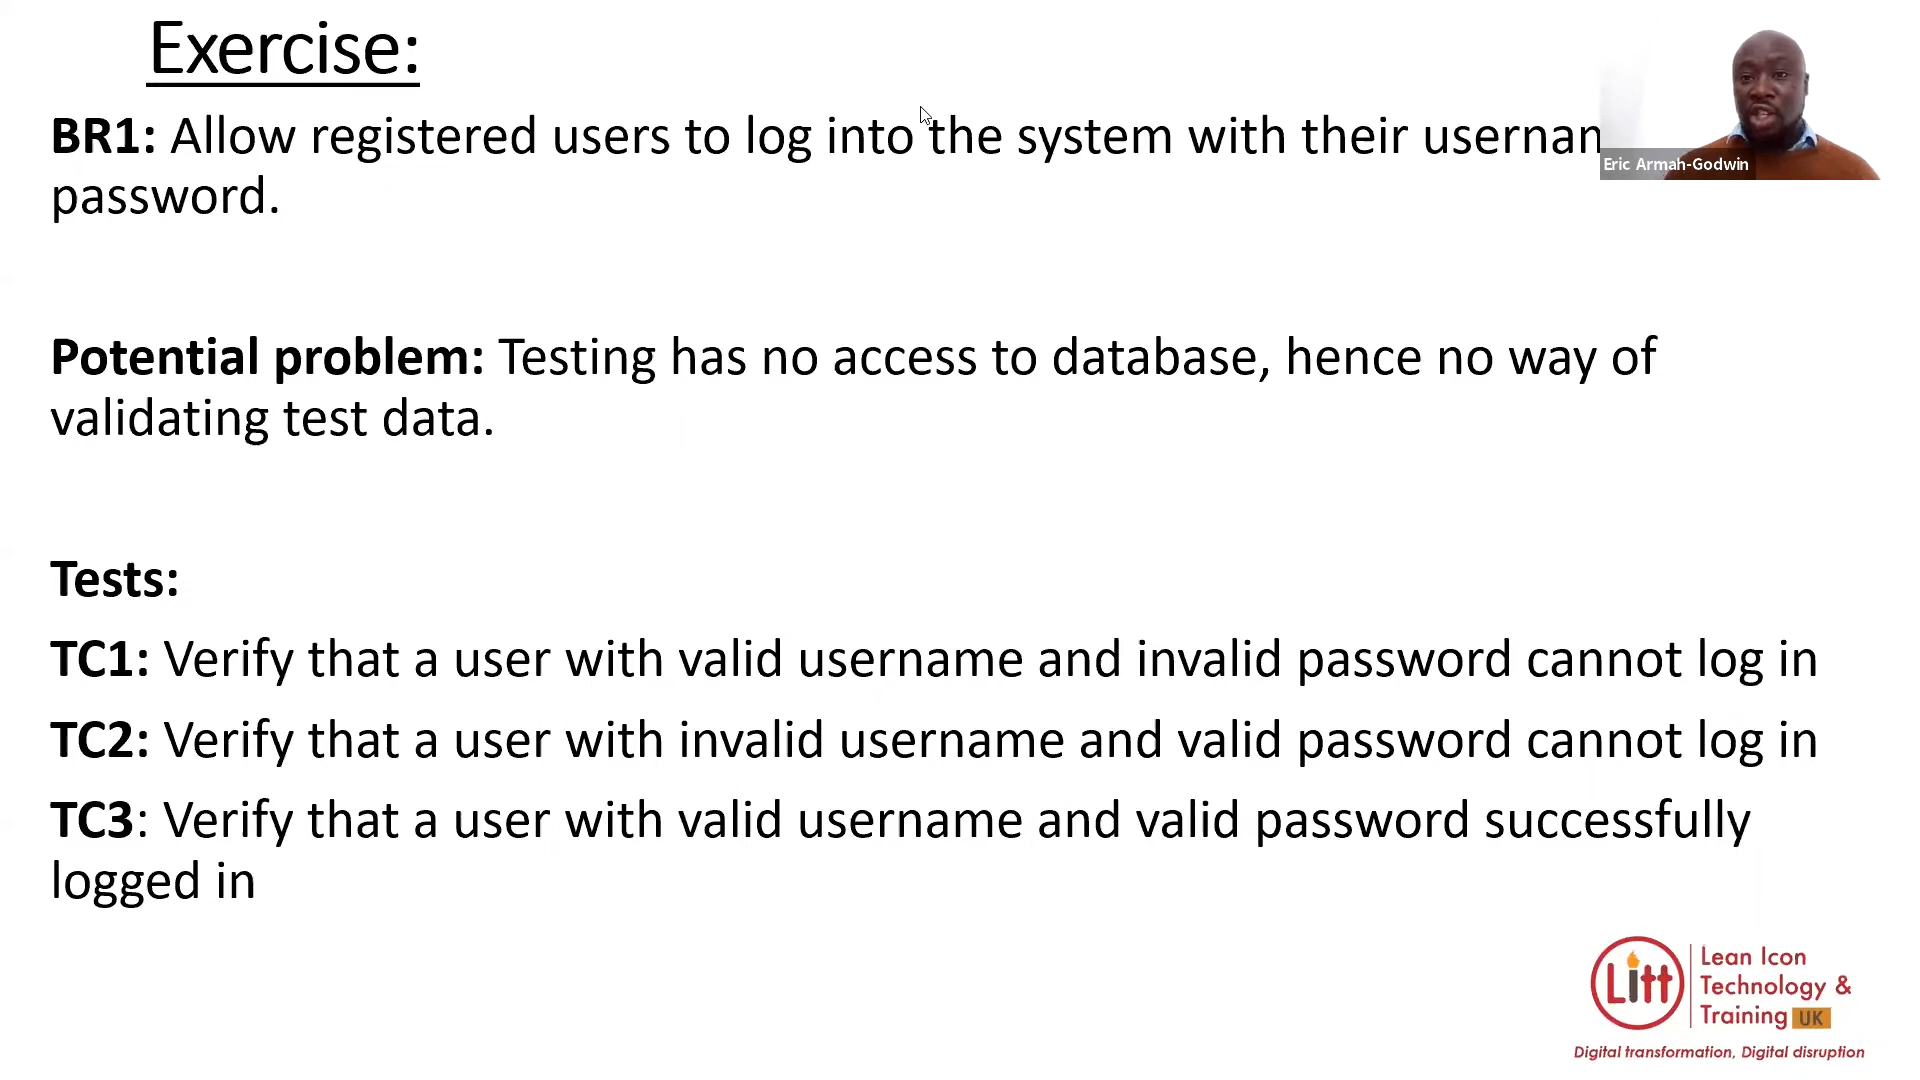 Exercise:
BR1: Allow registered users to log into the system with their
password.
Eric Armah-Godwin
Potential problem: Testing has no access to database, hence no way of
validating test data.
Tests:
TC1: Verify that a user with valid username and invalid password cannot log in
TC2: Verify that a user with invalid username and valid password cannot log in
TC3: Verify that a user with valid username and valid password successfully
logged in
Litt
Lean Icon
Technology &
Training UK
Digital transformation, Digital disruption